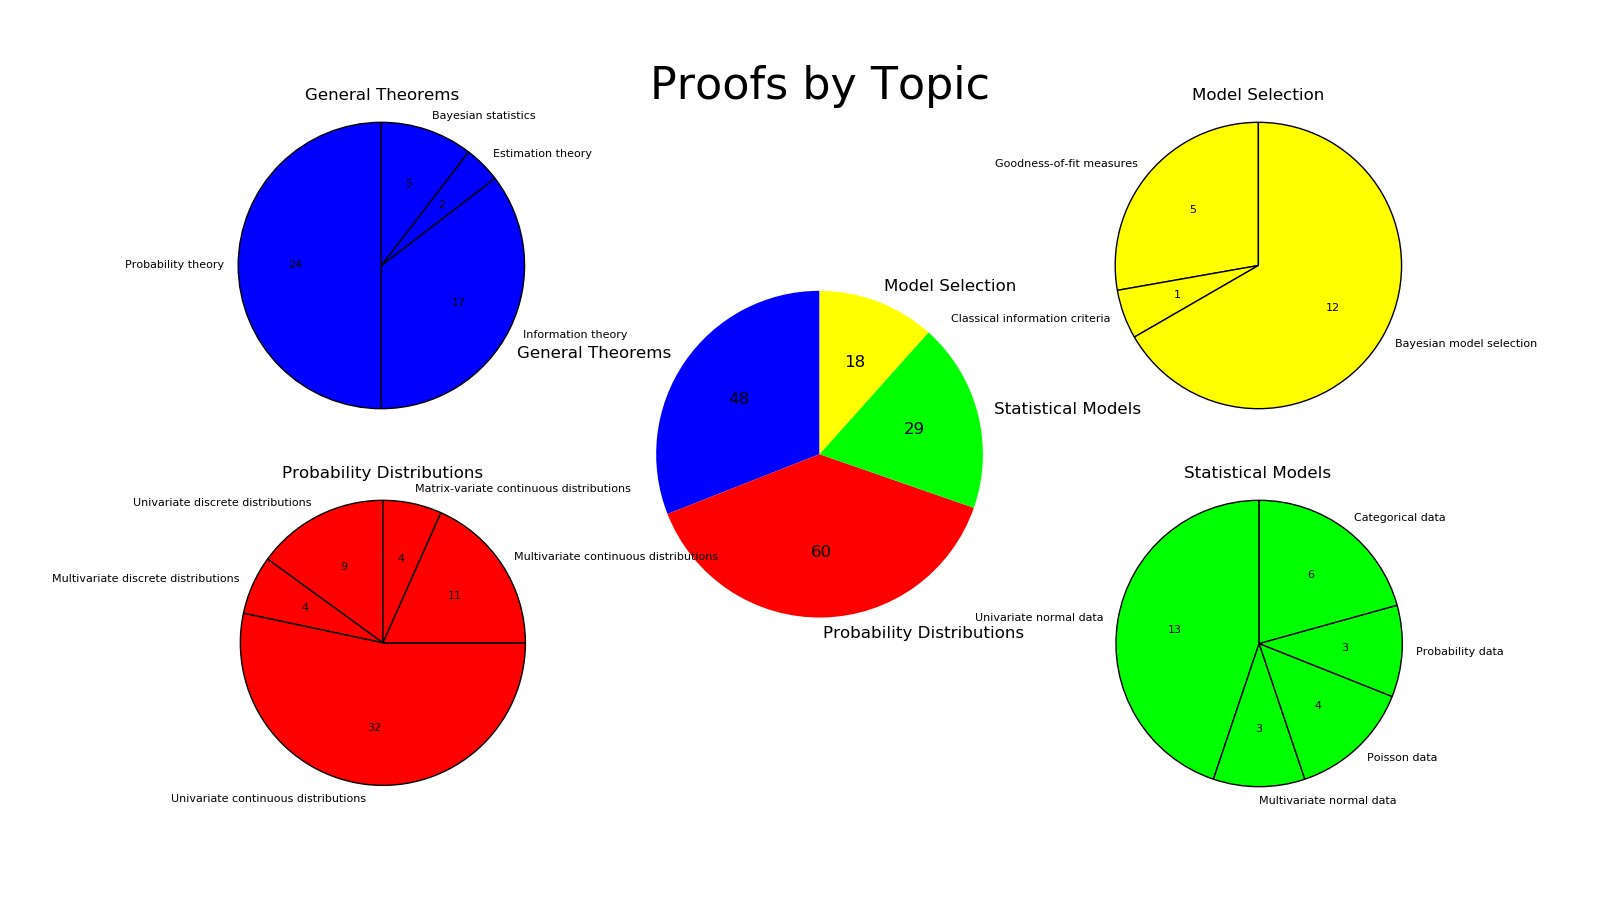 Proofs by Topic
General Theorems
Bayesian statistics
Estimation theory
5
2
Probability theory
24
17
Information theory
Model Selection
Goodness-of-fit measures
5
1
12
Classical information criteria
Bayesian model selection
Model Selection
General Theorems
18
48
Statistical Models
29
60
Probability Distributions
Probability Distributions
Matrix-variate continuous distributions
Univariate discrete distributions
Multivariate continuous distributions
4
9
Multivariate discrete distributions
11
4
32
Univariate continuous distributions
Statistical Models
Categorical data
6
Univariate normal data
13
3
Probability data
4
3
Poisson data
Multivariate normal data